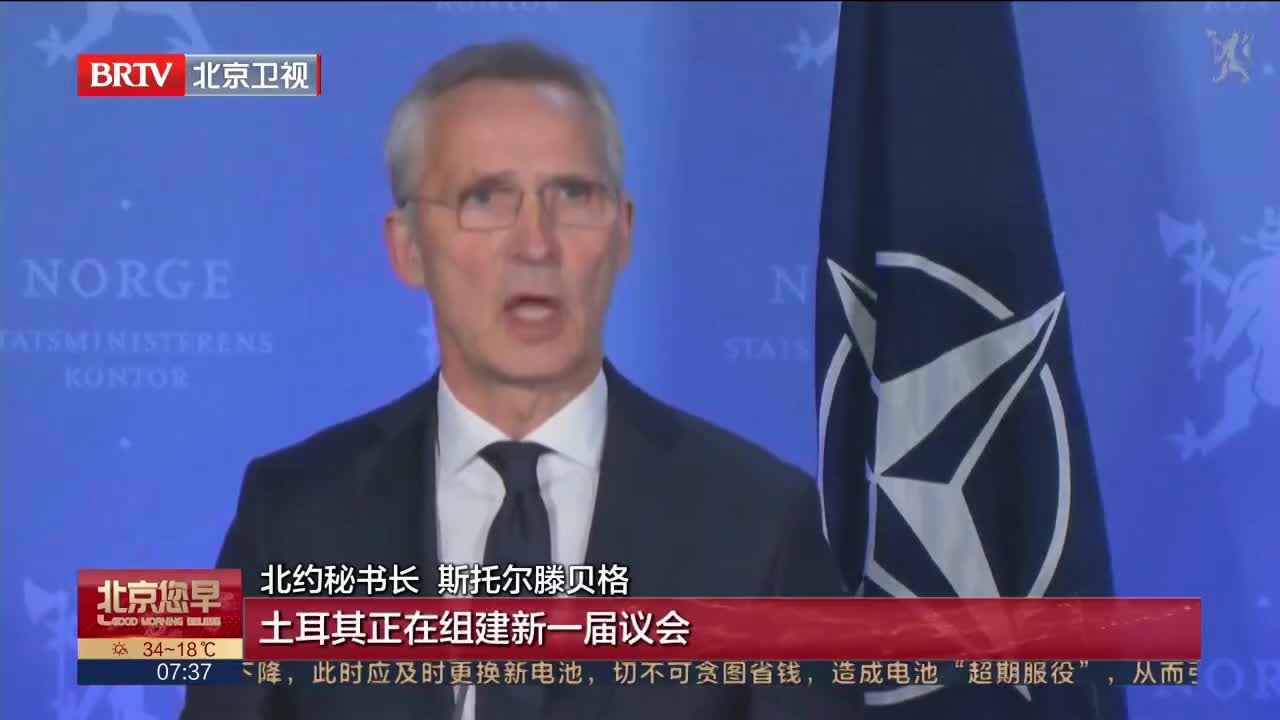 BRTV 北京卫视
NORGE
STATSMINISTERENS
KONTOR
N
STATS
北约秘书长 斯托尔滕贝格
土耳其正在组建新一届议会
北京您早
GOOD MORNING BEIJING
34~18℃
07:37
下降，此时应及时更换新电池，切不可贪图省钱，造成电池“超期服役”，从而引